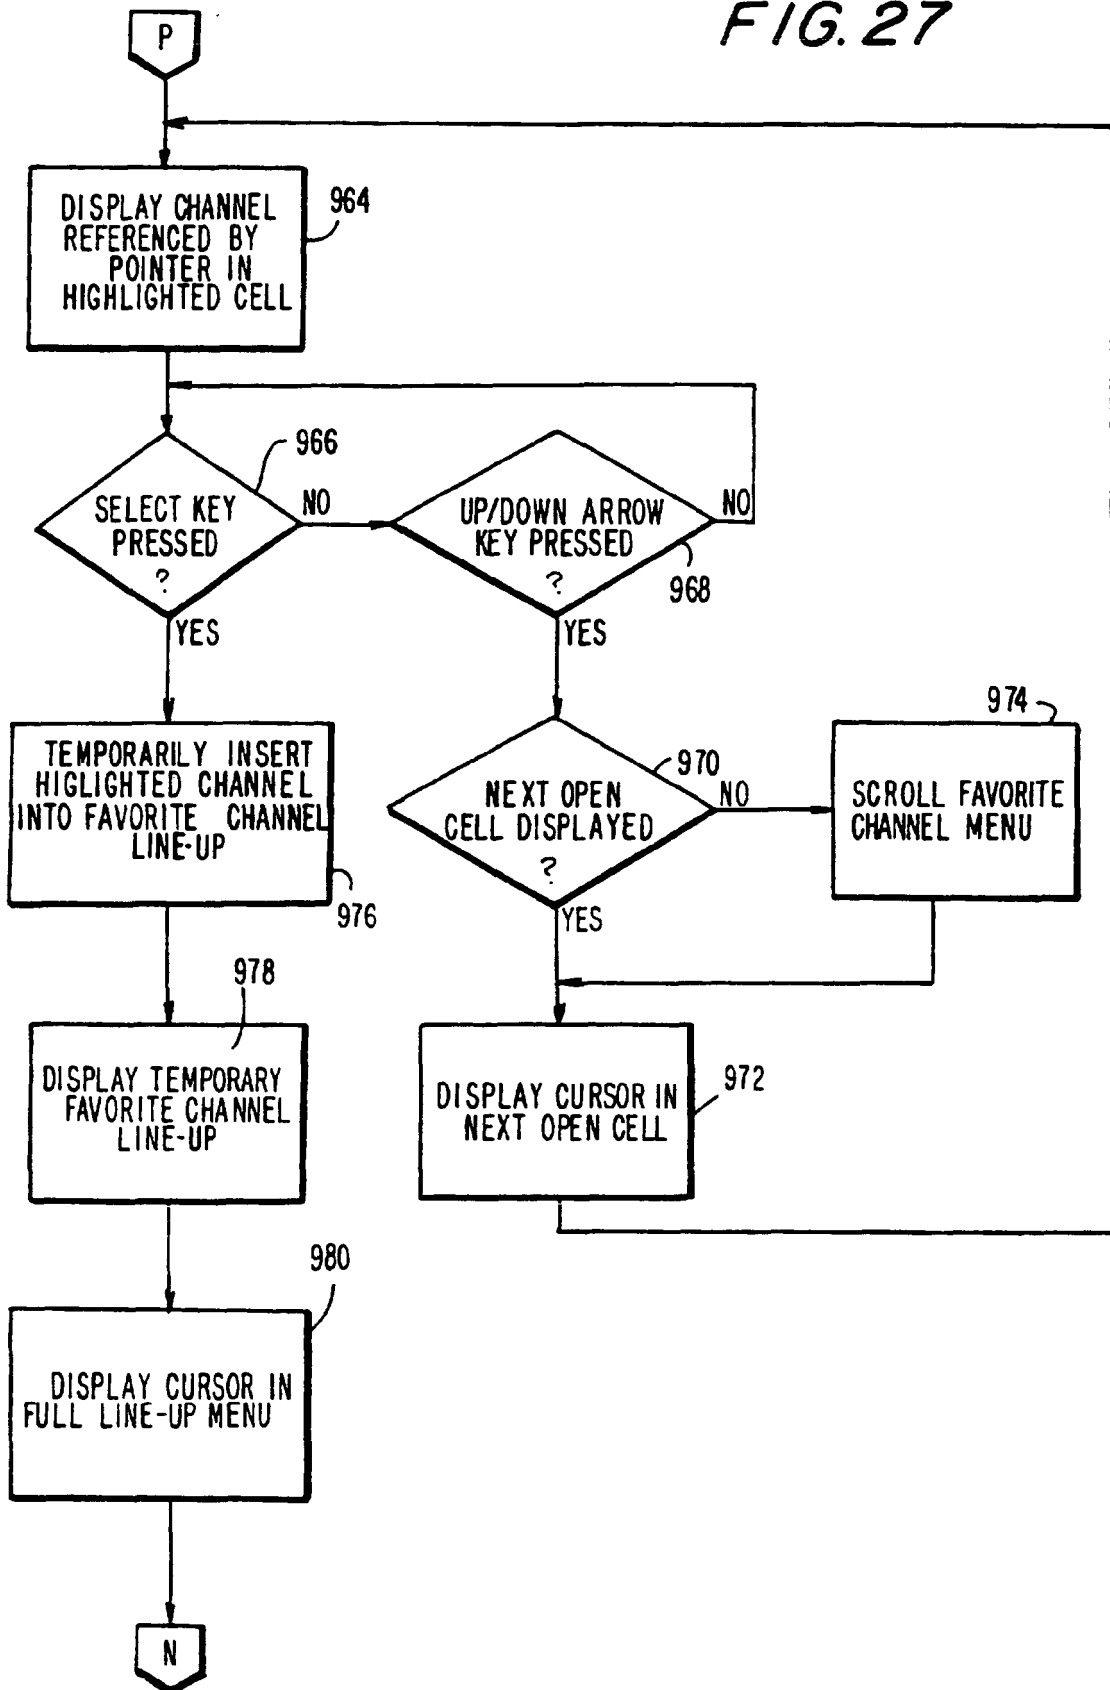 FIG. 27
P
DISPLAY CHANNEL
REFERENCED BY
POINTER IN
HIGHLIGHTED CELL
964
SELECT KEY
PRESSED
?
966
NO
YES
UP/DOWN ARROW
KEY PRESSED
?
968
NO
YES
TEMPORARILY INSERT
HIGLIGHTED CHANNEL
INTO FAVORITE CHANNEL
LINE-UP
976
NEXT OPEN
CELL DISPLAYED
?
970
NO
YES
SCROLL FAVORITE
CHANNEL MENU
974
DISPLAY TEMPORARY
FAVORITE CHANNEL
LINE-UP
978
DISPLAY CURSOR IN
NEXT OPEN CELL
972
DISPLAY CURSOR IN
FULL LINE-UP MENU
980
N